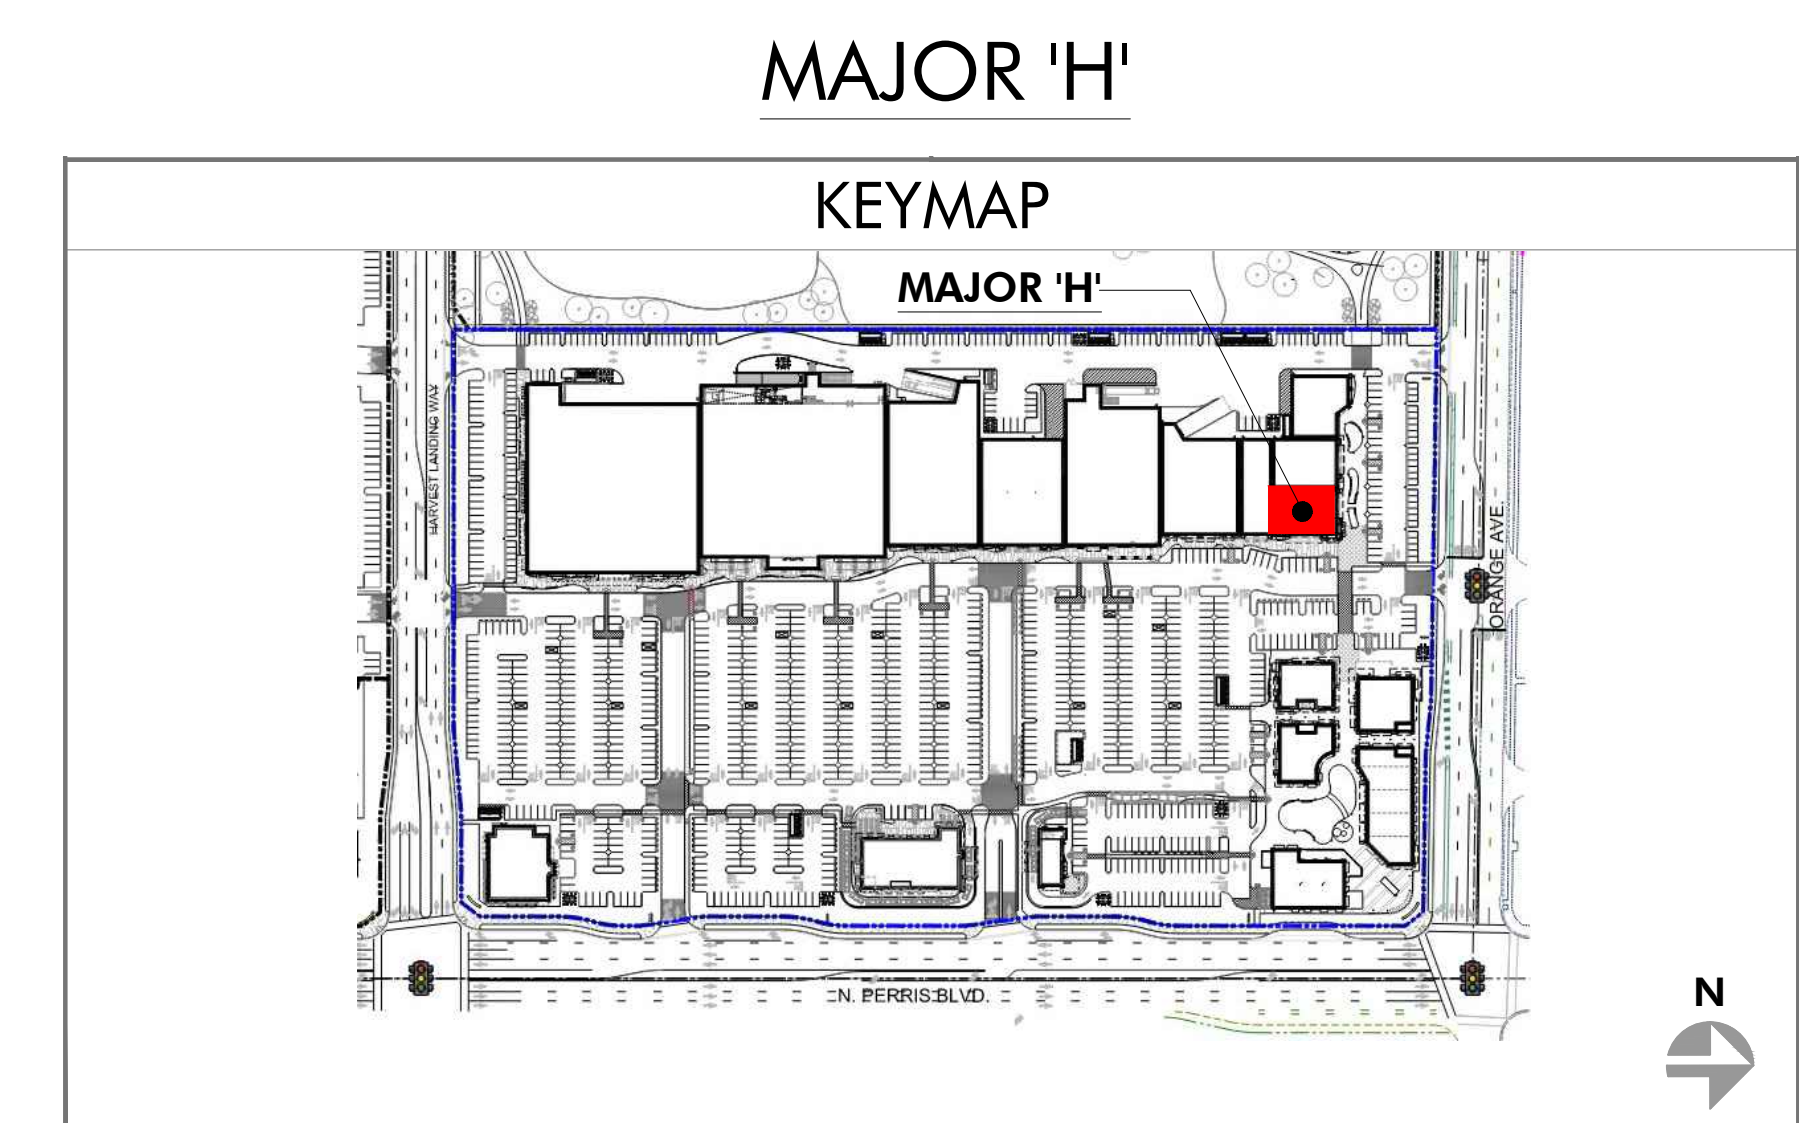 MAJOR 'H'
KEYMAP
MAJOR 'H'
HARVEST LANDING WAY
ORANGE AVE.
N. PERRIS BLVD.
N